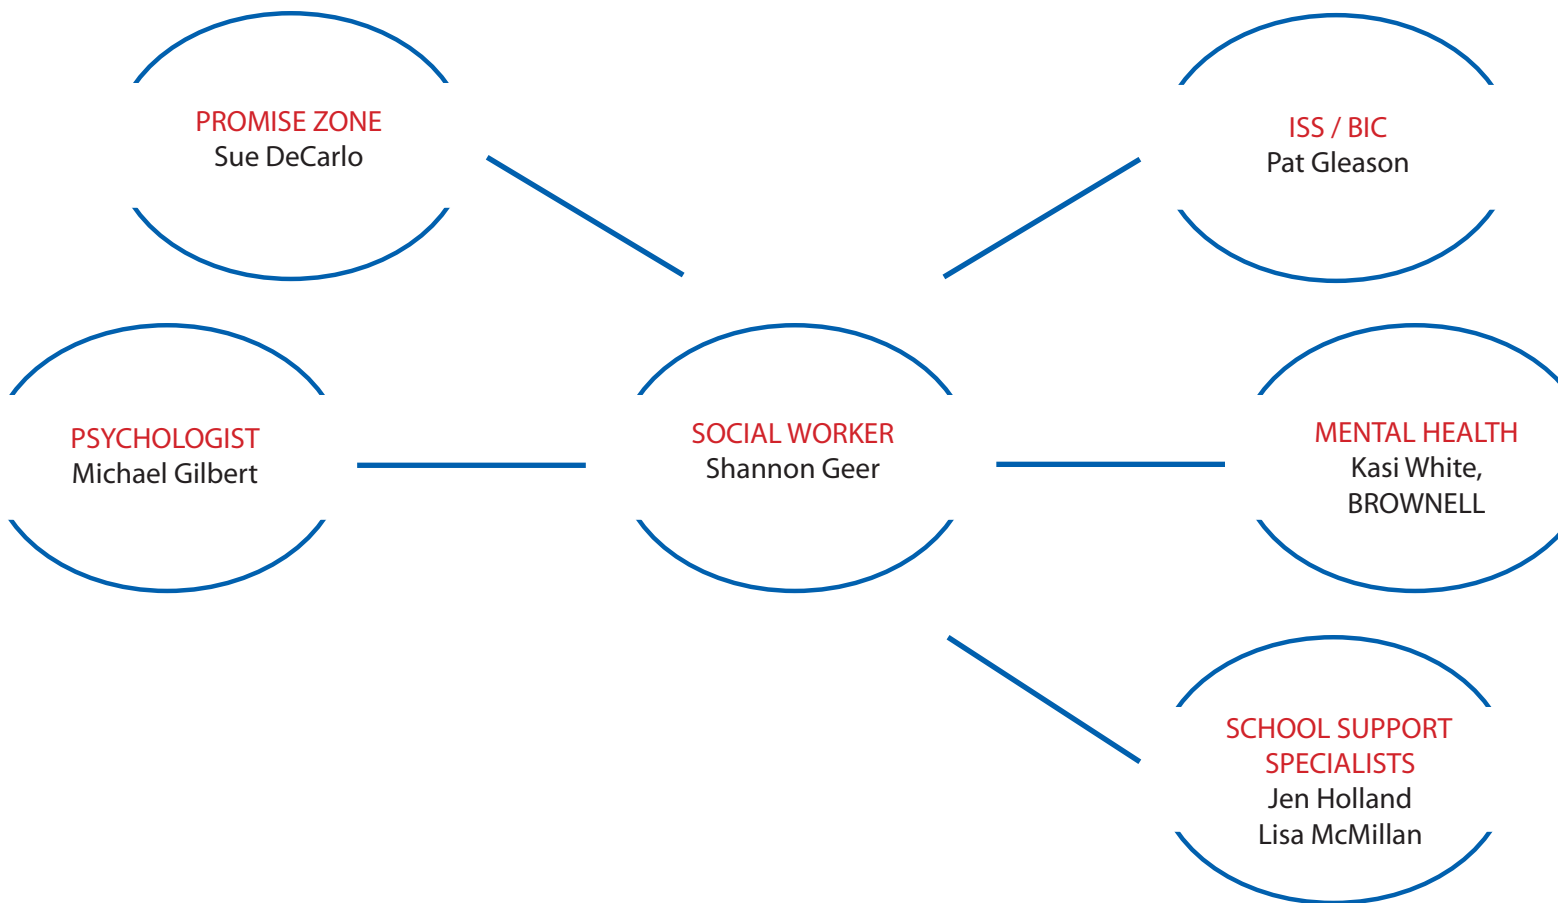 PROMISE ZONE
Sue DeCarlo
ISS / BIC
Pat Gleason
PSYCHOLOGIST
Michael Gilbert
SOCIAL WORKER
Shannon Geer
MENTAL HEALTH
Kasi White,
BROWNELL
SCHOOL SUPPORT
SPECIALISTS
Jen Holland
Lisa McMillan